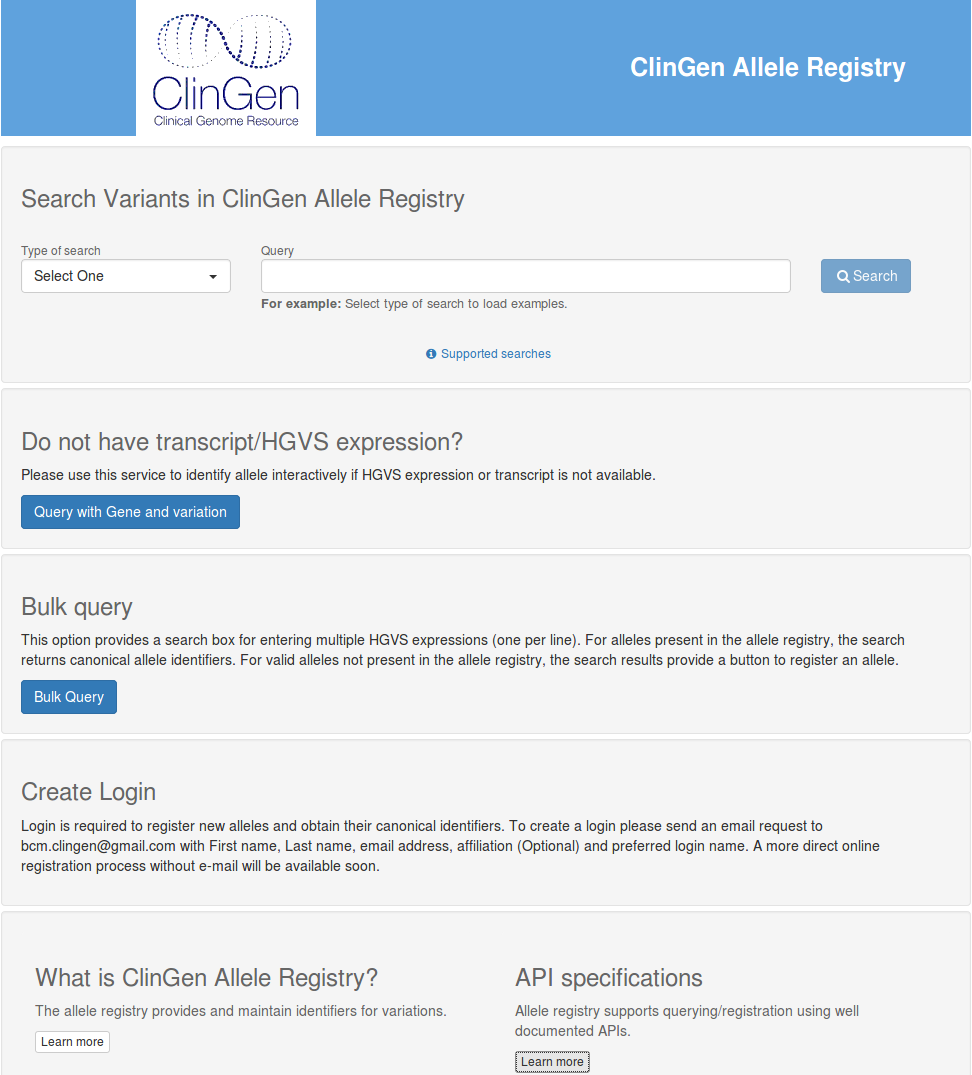 ClinGen
Clinical Genome Resource
ClinGen Allele Registry
Search Variants in ClinGen Allele Registry
Type of search
Query
Select One
Search
For example: Select type of search to load examples.
Supported searches
Do not have transcript/HGVS expression?
Please use this service to identify allele interactively if HGVS expression or transcript is not available.
Query with Gene and variation
Bulk query
This option provides a search box for entering multiple HGVS expressions (one per line). For alleles present in the allele registry, the search
returns canonical allele identifiers. For valid alleles not present in the allele registry, the search results provide a button to register an allele.
Bulk Query
Create Login
Login is required to register new alleles and obtain their canonical identifiers. To create a login please send an email request to
bcm.clingen@gmail.com with First name, Last name, email address, affiliation (Optional) and preferred login name. A more direct online
registration process without e-mail will be available soon.
What is ClinGen Allele Registry?
The allele registry provides and maintain identifiers for variations.
Learn more
API specifications
Allele registry supports querying/registration using well
documented APIs.
Learn more